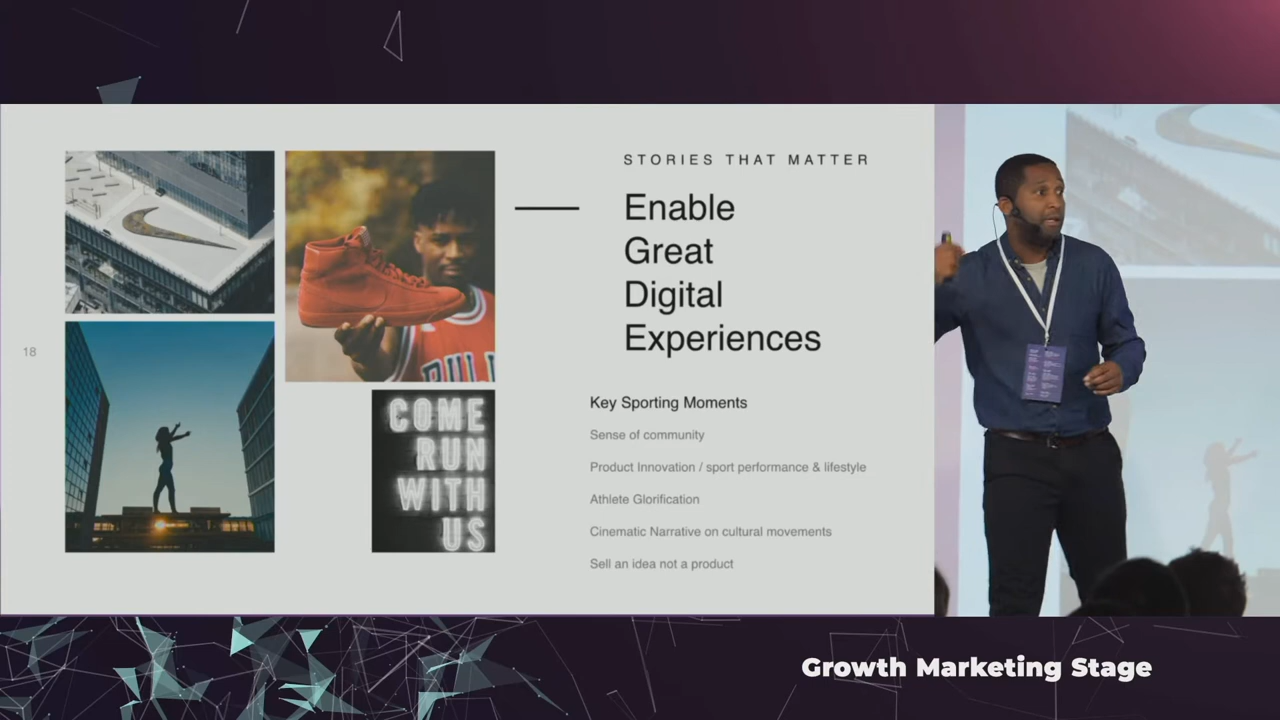 STORIES THAT MATTER
Enable
Great
Digital
Experiences
18
COME
RUN
WITH
US
BULL
Key Sporting Moments
Sense of community
Product Innovation / sport performance & lifestyle
Athlete Glorification
Cinematic Narrative on cultural movements
Sell an idea not a product
Growth Marketing Stage